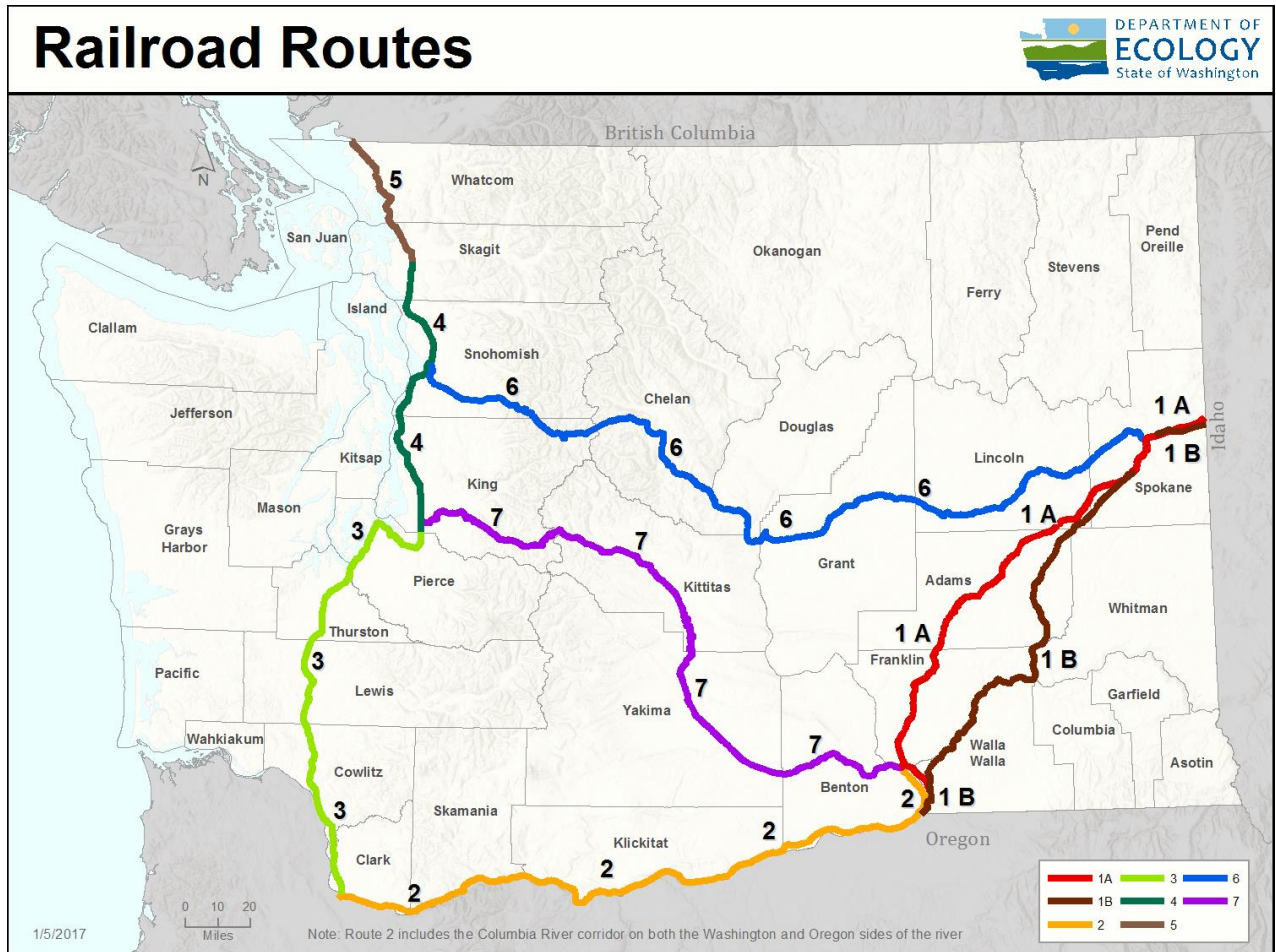 Railroad Routes
DEPARTMENT OF
ECOLOGY
State of Washington
British Columbia
N
5
Whatcom
San Juan
Skagit
Okanogan
Pend
Oreille
Stevens
Ferry
Island
Clallam
4
Snohomish
6
Chelan
Jefferson
Douglas
1 A
Idaho
4
6
1 B
Kitsap
Lincoln
King
Spokane
6
Mason
7
6
1 A
3
Grays
Harbor
7
Grant
Pierce
Kittitas
Adams
Whitman
Thurston
1 A
3
Franklin
1 B
Pacific
Lewis
7
Garfield
Yakima
Columbia
Wahkiakum
7
Walla
Walla
Asotin
Cowlitz
Benton
2
1 B
3
Skamania
2
Klickitat
Oregon
Clark
2
2
1A
3
6
1B
4
7
2
5
0 10 20
Miles
1/5/2017
Note: Route 2 includes the Columbia River corridor on both the Washington and Oregon sides of the river